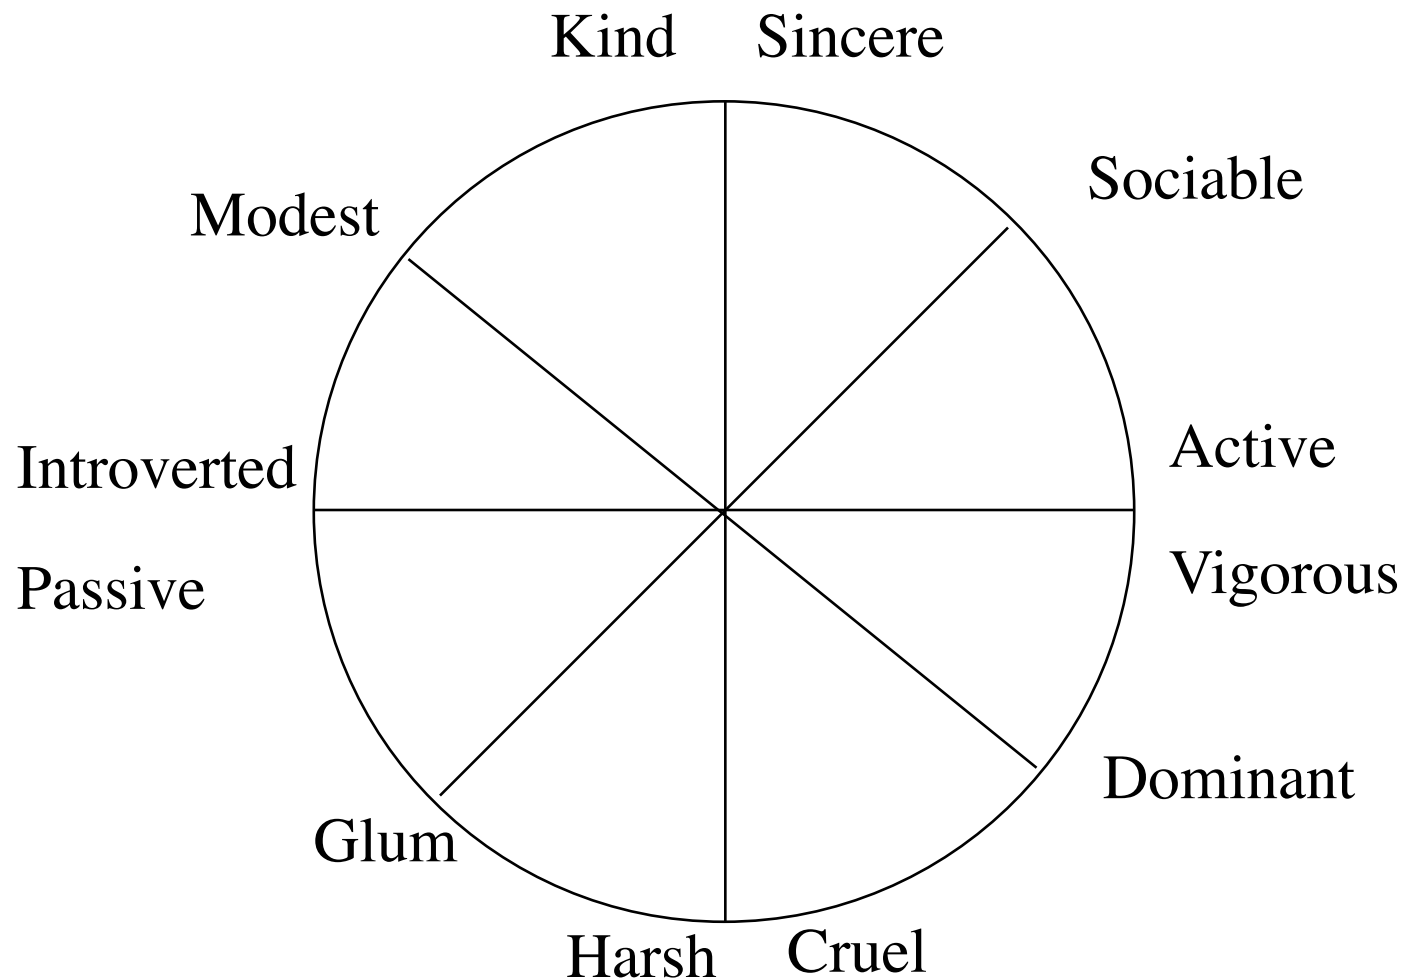 Kind Sincere
Sociable
Modest
Active
Introverted
Vigorous
Passive
Dominant
Glum
Cruel
Harsh